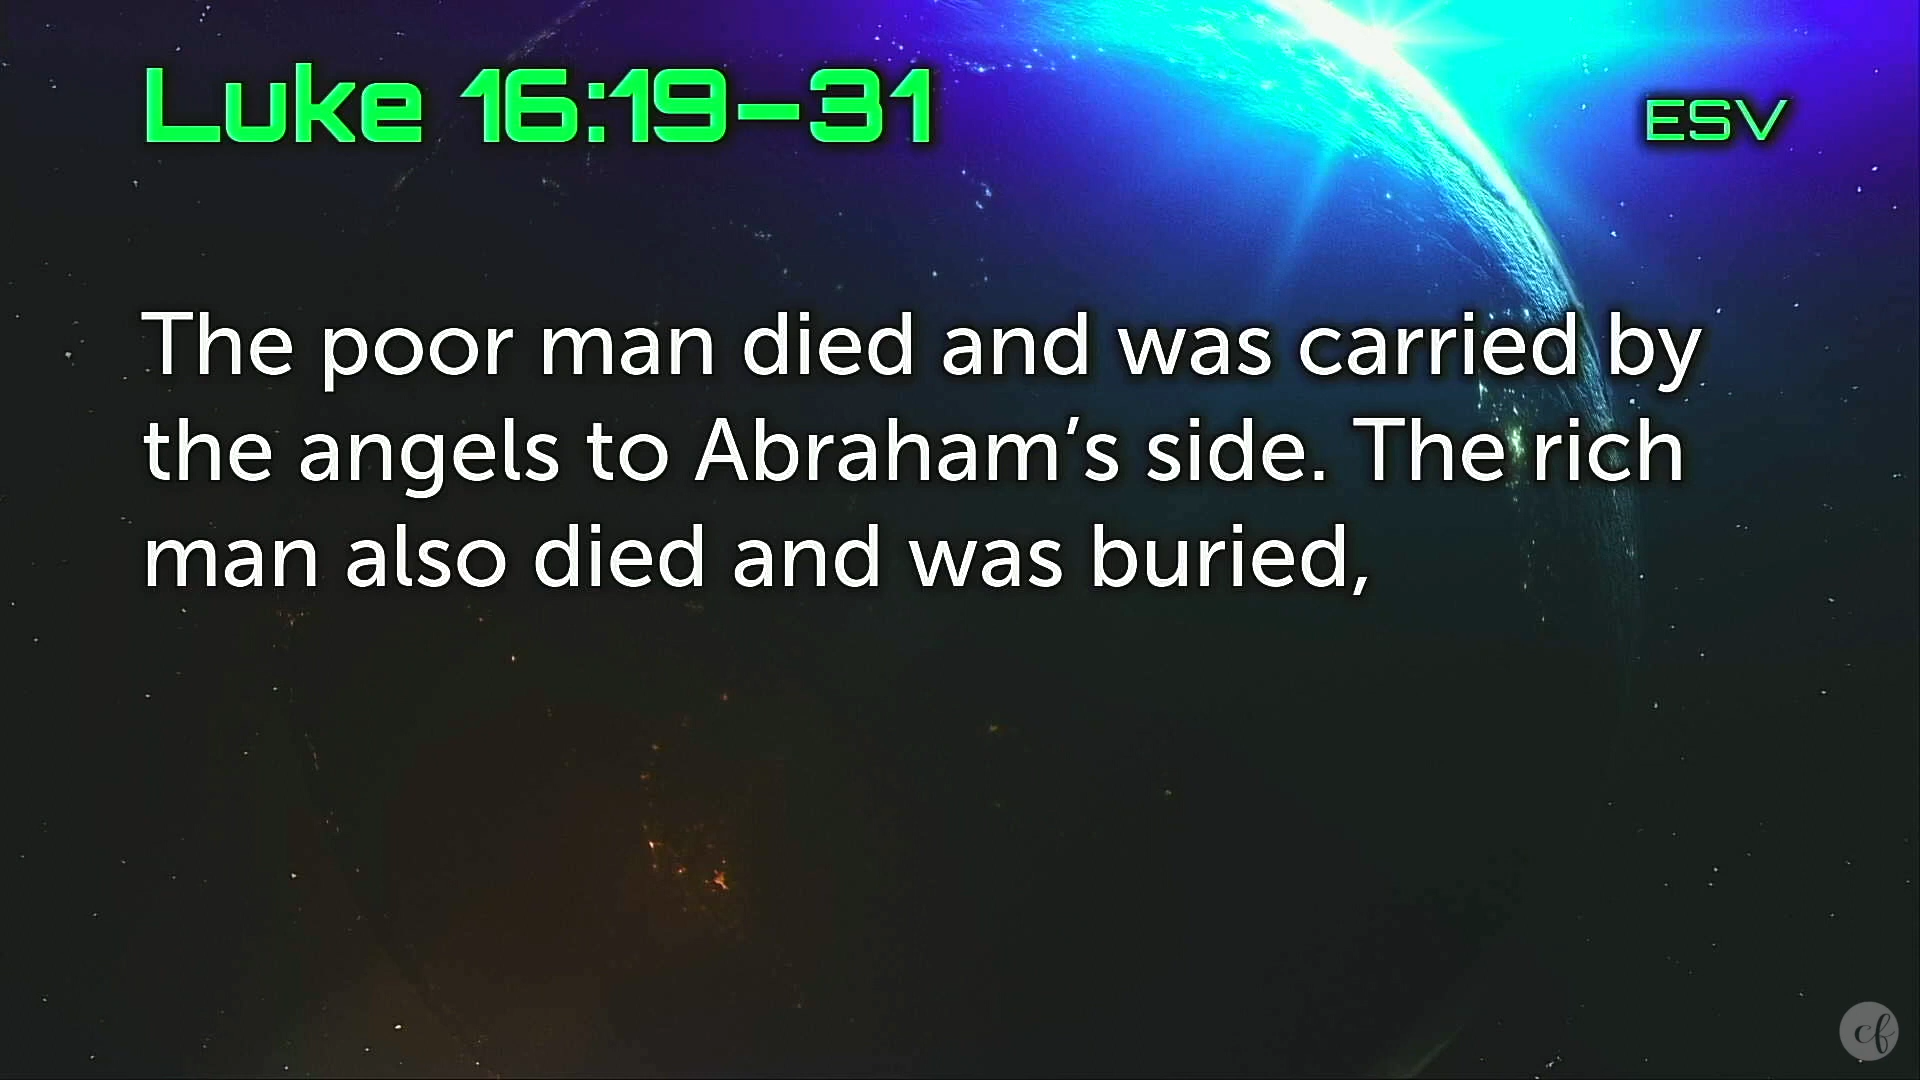 Luke 16:19–31
ESV
The poor man died and was carried by
the angels to Abraham’s side. The rich
man also died and was buried,
cf